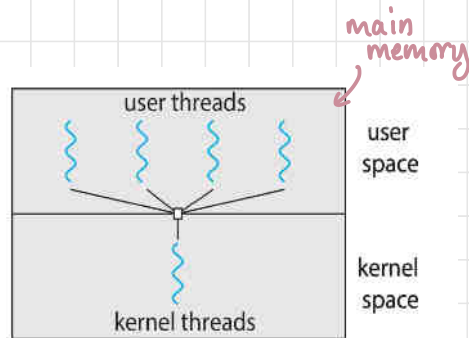 main
memory
user threads
user
space
kernel
space
kernel threads